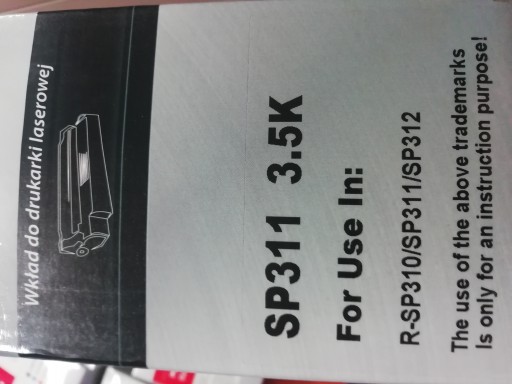 Wkład do drukarki laserowej
SP311 3.5K
For Use In:
R-SP310/SP311/SP312
The use of the above trademarks
Is only for an instruction purpose!